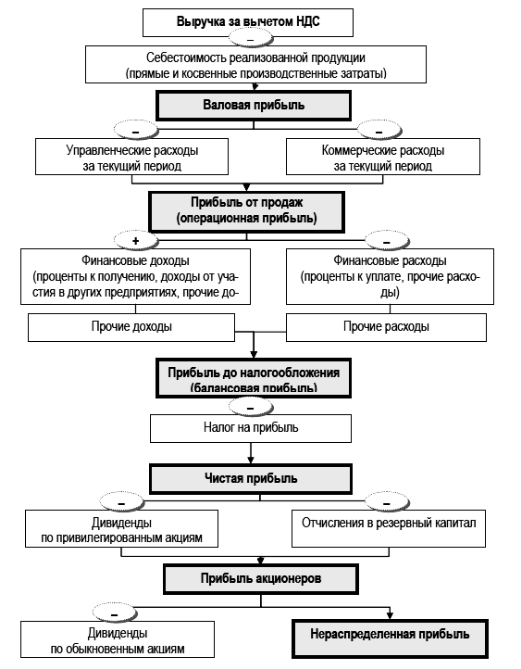 Выручка за вычетом НДС
–
Себестоимость реализованной продукции
(прямые и косвенные производственные затраты)
Валовая прибыль
–
–
Управленческие расходы
за текущий период
Коммерческие расходы
за текущий период
Прибыль от продаж
(операционная прибыль)
+
–
Финансовые доходы
(проценты к получению, доходы от уча-
стия в других предприятиях, прочие до-
Финансовые расходы
(проценты к уплате, прочие расхо-
ды)
Прочие доходы
Прочие расходы
Прибыль до налогообложения
(балансовая прибыль)
–
Налог на прибыль
Чистая прибыль
–
–
Дивиденды
по привилегированным акциям
Отчисления в резервный капитал
Прибыль акционеров
–
Дивиденды
по обыкновенным акциям
Нераспределенная прибыль